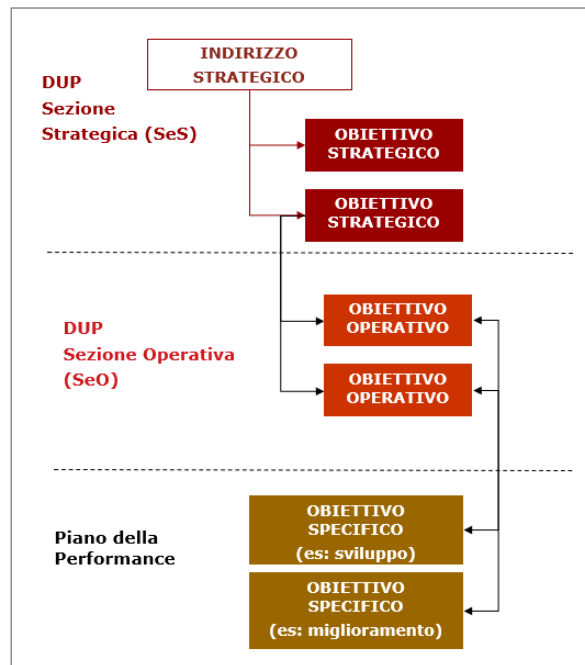 INDIRIZZO
STRATEGICO
DUP
Sezione
Strategica (SeS)
OBIETTIVO
STRATEGICO
OBIETTIVO
STRATEGICO
DUP
Sezione Operativa
(SeO)
OBIETTIVO
OPERATIVO
OBIETTIVO
OPERATIVO
Piano della
Performance
OBIETTIVO
SPECIFICO
(es: sviluppo)
OBIETTIVO
SPECIFICO
(es: miglioramento)